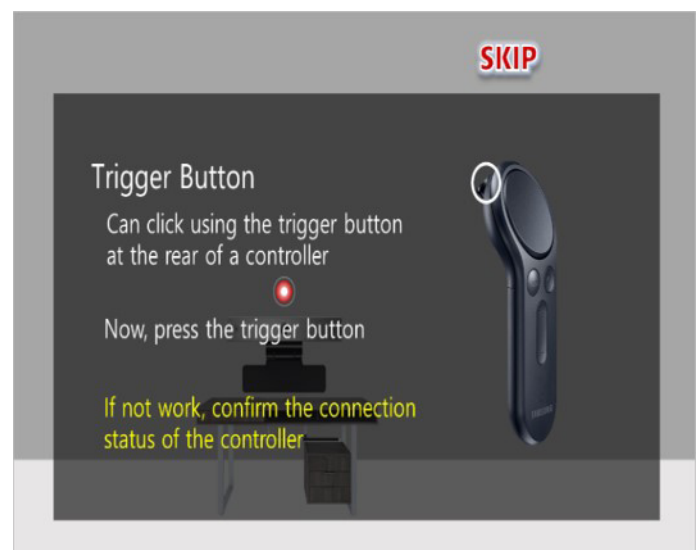 SKIP
Trigger Button
Can click using the trigger button
at the rear of a controller
Now, press the trigger button
If not work, confirm the connection
status of the controller
SAMSUNG